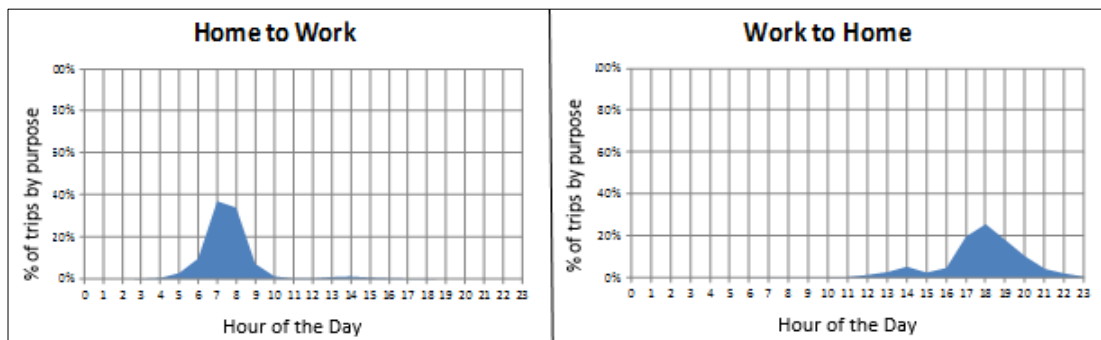 Home to Work
% of trips by purpose
00%
80%
60%
40%
20%
0%
0 1 2 3 4 5 6 7 8 9 10 11 12 13 14 15 16 17 18 19 20 21 22 23
Hour of the Day
Work to Home
% of trips by purpose
100%
80%
60%
40%
20%
0%
0 1 2 3 4 5 6 7 8 9 10 11 12 13 14 15 16 17 18 19 20 21 22 23
Hour of the Day